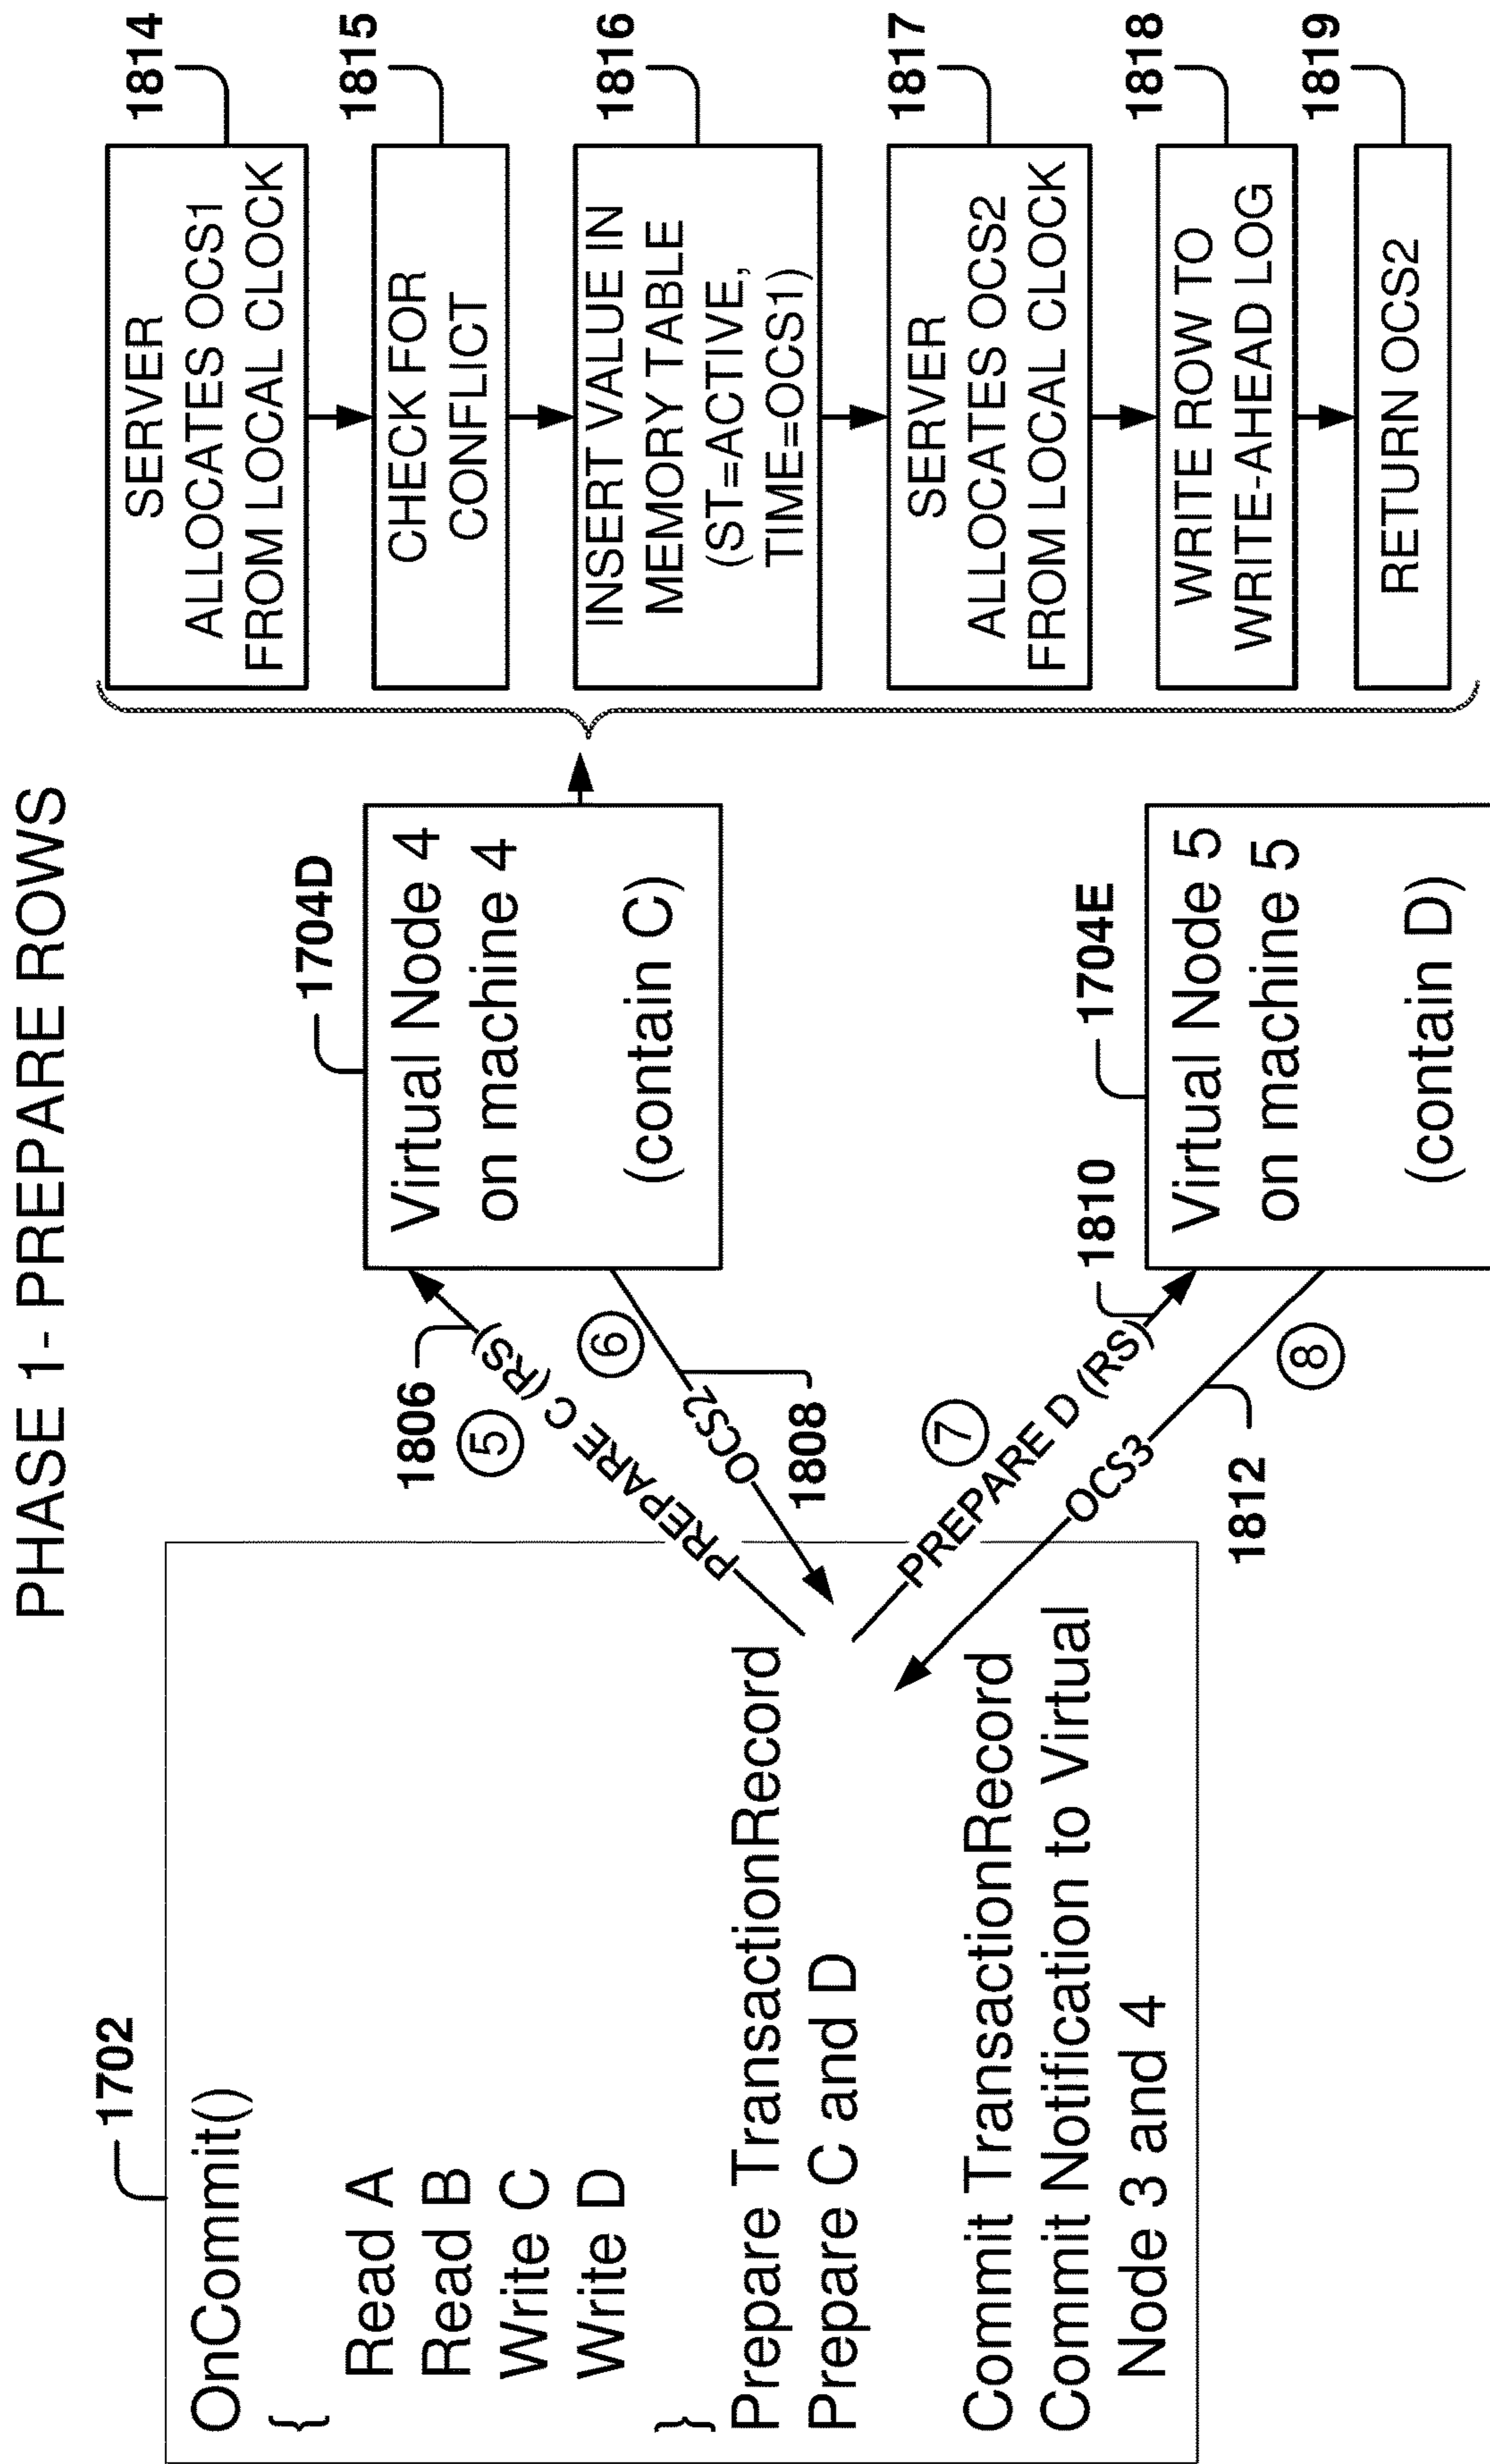 PHASE 1- PREPARE ROWS
1702
OnCommit()
{
Read A
Read B
Write C
Write D
}
Prepare TransactionRecord
Prepare C and D
Commit TransactionRecord
Commit Notification to Virtual
Node 3 and 4
1806
5
PREPARE C (RS)
6
OCS2
1808
7
PREPARE D (RS)
1810
OCS3
8
1812
1704D
Virtual Node 4
on machine 4
(contain C)
1704E
Virtual Node 5
on machine 5
(contain D)
SERVER
ALLOCATES OCS1
FROM LOCAL CLOCK
1814
CHECK FOR
CONFLICT
1815
INSERT VALUE IN
MEMORY TABLE
(ST=ACTIVE,
TIME=OCS1)
1816
SERVER
ALLOCATES OCS2
FROM LOCAL CLOCK
1817
WRITE ROW TO
WRITE-AHEAD LOG
1818
RETURN OCS2
1819